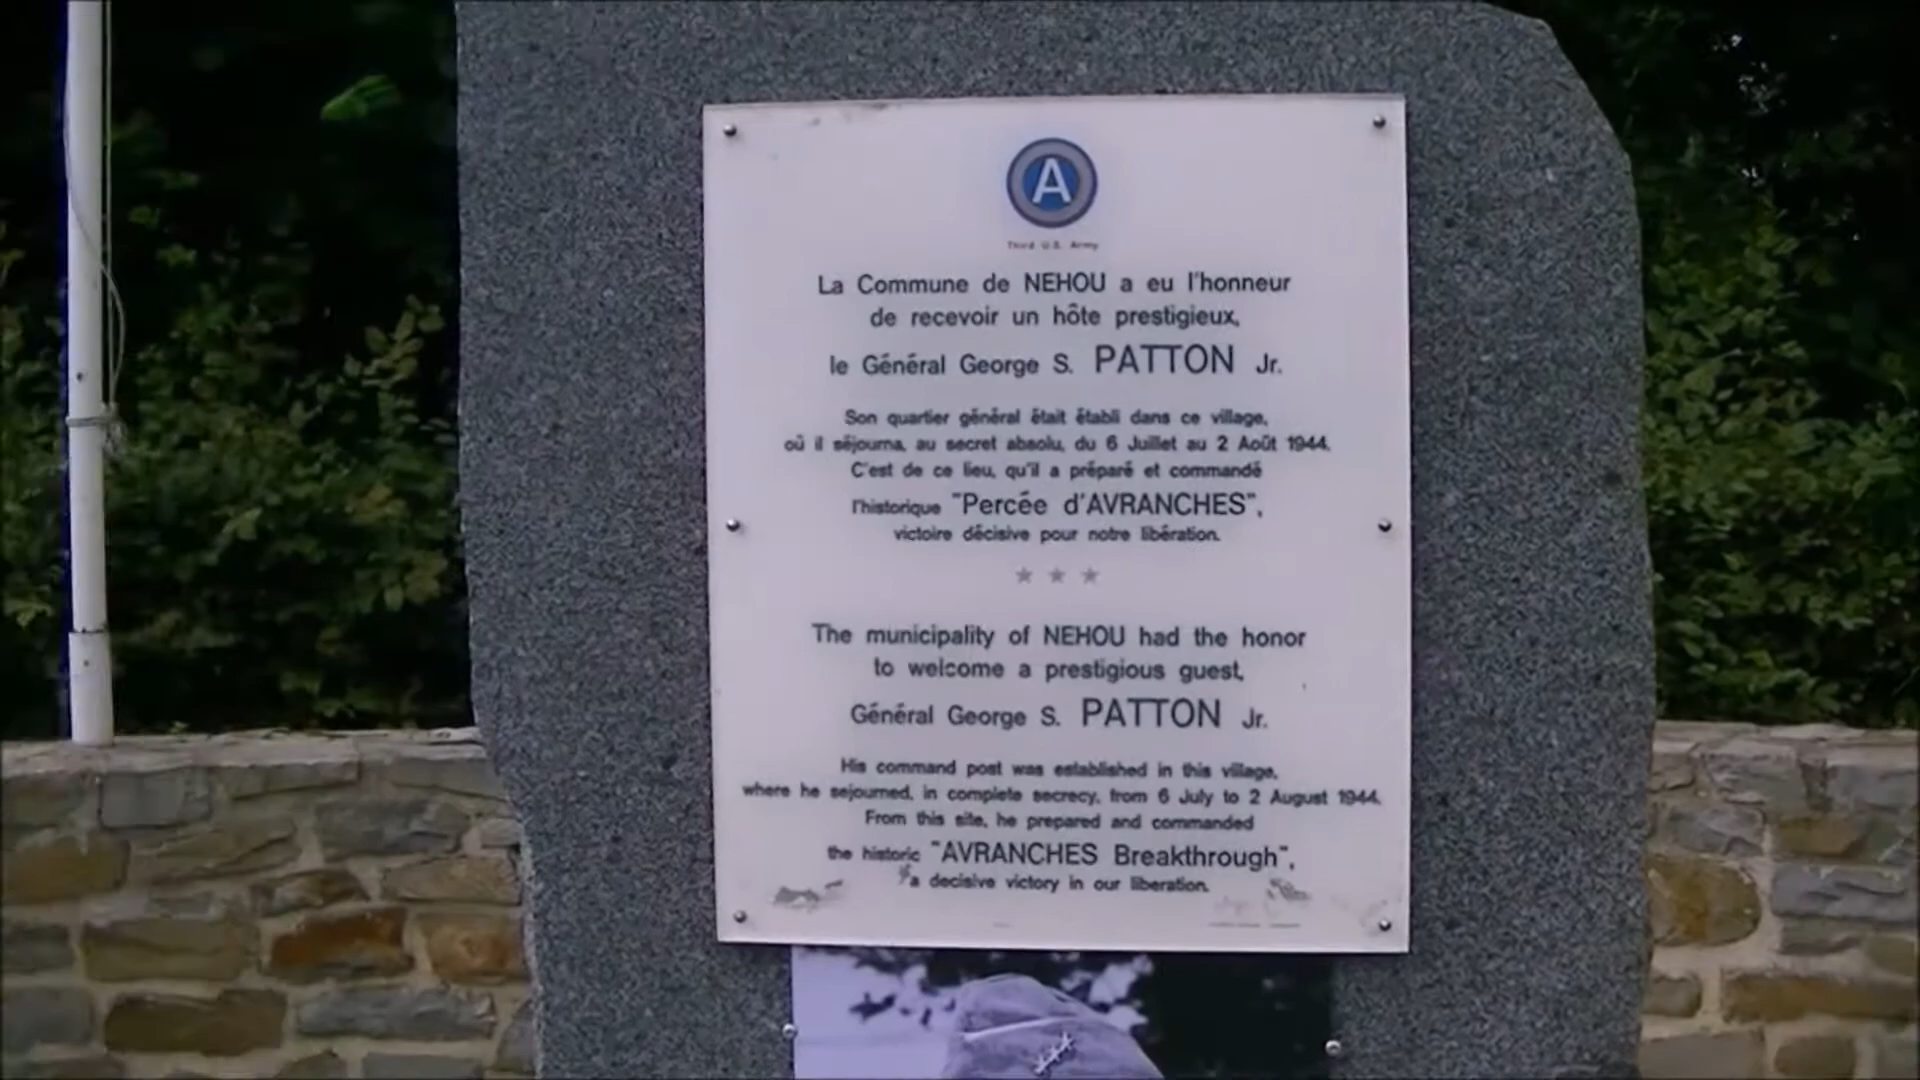 A
Third U.S. Army
La Commune de NEHOU a eu l'honneur
de recevoir un hôte prestigieux,
le Général George S. PATTON Jr.
Son quartier général était établi dans ce village,
où il séjourna, au secret absolu, du 6 Juillet au 2 Août 1944.
C'est de ce lieu, qu'il a préparé et commandé
l'historique "Percée d'AVRANCHES",
victoire décisive pour notre libération.
The municipality of NEHOU had the honor
to welcome a prestigious guest,
Général George S. PATTON Jr.
His command post was established in this village,
where he sejourned, in complete secrecy, from 6 July to 2 August 1944.
From this site, he prepared and commanded
the historic "AVRANCHES Breakthrough",
a decisive victory in our liberation.